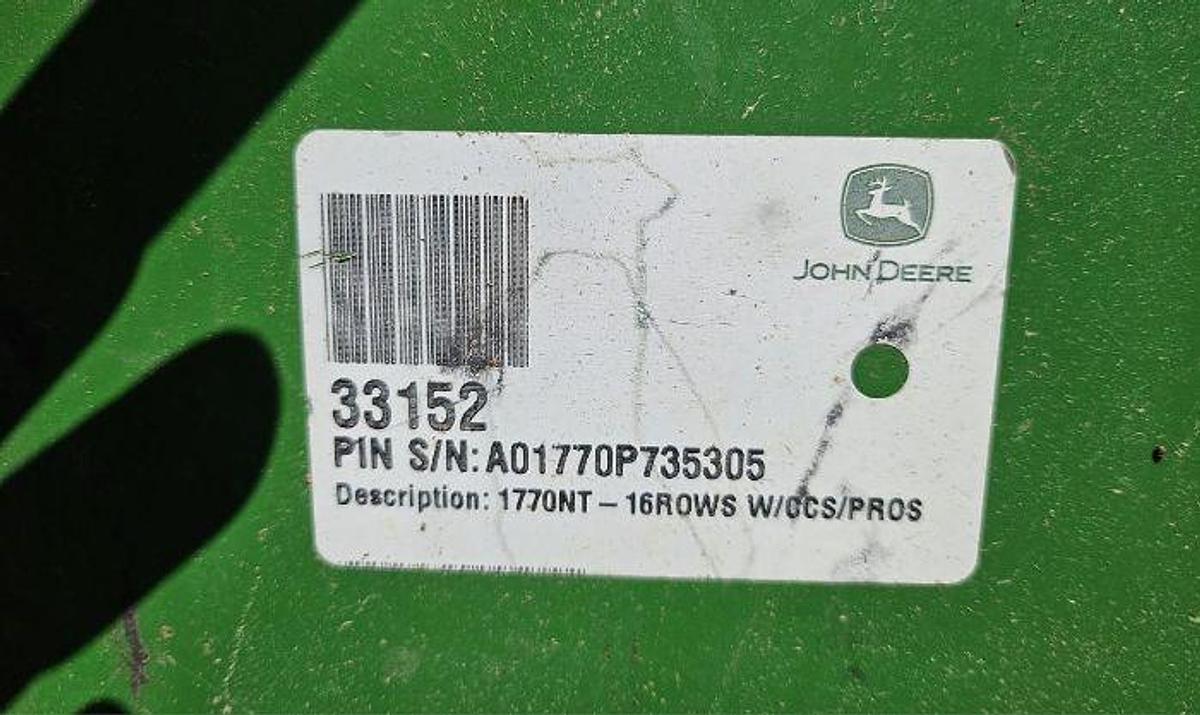 JOHN DEERE
33152
PIN S/N: A01770P735305
Description: 1770NT – 16ROWS W/CCS/PROS